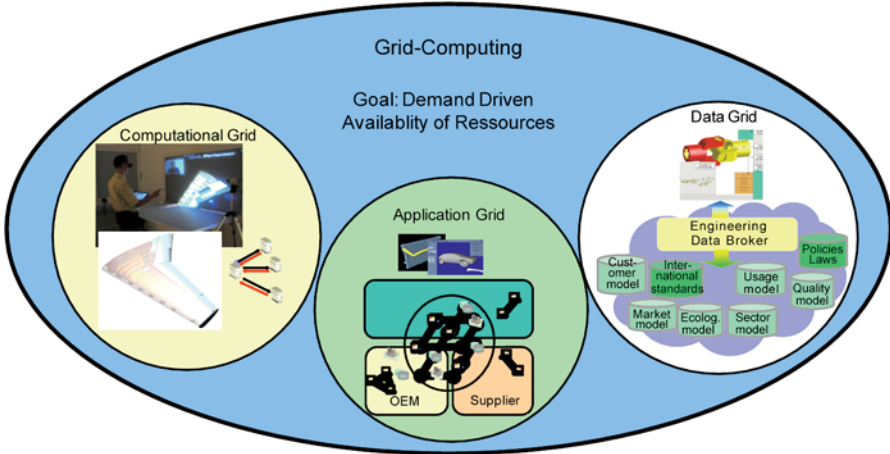 Grid-Computing
Goal: Demand Driven
Availablity of Ressources
Computational Grid
Application Grid
OEM
Supplier
Data Grid
Engineering
Data Broker
Policies
Laws
Cust-
omer
model
Inter-
national
standards
Usage
model
Quality
model
Market
model
Ecolog.
model
Sector
model